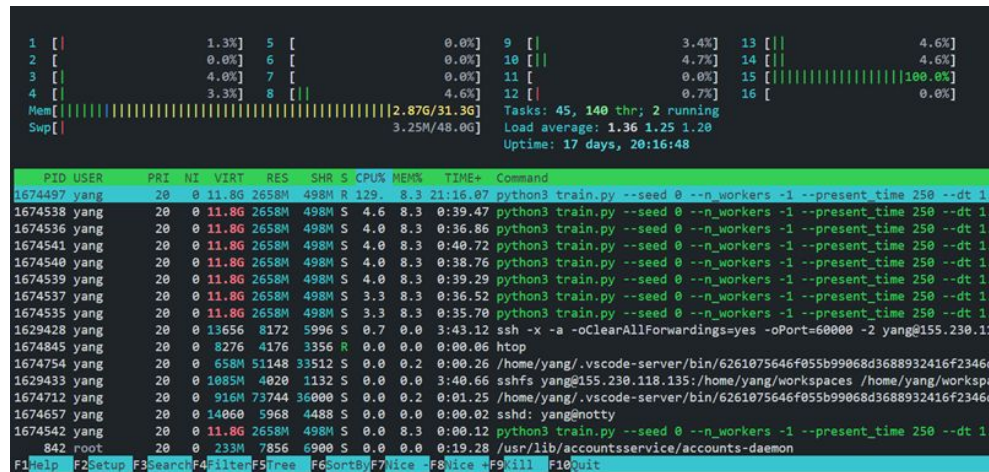 1 [| 1.3%] 5 [ 0.0%] 9 [| 3.4%] 13 [|| 4.6%]
2 [ 0.0%] 6 [ 0.0%] 10 [|| 4.7%] 14 [|| 4.6%]
3 [| 4.0%] 7 [ 0.0%] 11 [ 0.0%] 15 [||||||||||||||||||100.0%]
4 [| 3.3%] 8 [|| 4.6%] 12 [| 0.7%] 16 [ 0.0%]
Mem[||||||||||||||||||||||||||||||||||||||||||2.87G/31.3G] Tasks: 45, 140 thr; 2 running
Swp[| 3.25M/48.0G] Load average: 1.36 1.25 1.20
Uptime: 17 days, 20:16:48
PID USER PRI NI VIRT RES SHR S CPU% MEM% TIME+ Command
1674497 yang 20 0 11.8G 2658M 498M R 129. 8.3 21:16.07 python3 train.py --seed 0 --n_workers -1 --present_time 250 --dt 1
1674538 yang 20 0 11.8G 2658M 498M S 4.6 8.3 0:39.47 python3 train.py --seed 0 --n_workers -1 --present_time 250 --dt 1
1674536 yang 20 0 11.8G 2658M 498M S 4.0 8.3 0:36.86 python3 train.py --seed 0 --n_workers -1 --present_time 250 --dt 1
1674541 yang 20 0 11.8G 2658M 498M S 4.0 8.3 0:40.72 python3 train.py --seed 0 --n_workers -1 --present_time 250 --dt 1
1674540 yang 20 0 11.8G 2658M 498M S 4.0 8.3 0:38.76 python3 train.py --seed 0 --n_workers -1 --present_time 250 --dt 1
1674539 yang 20 0 11.8G 2658M 498M S 4.0 8.3 0:39.29 python3 train.py --seed 0 --n_workers -1 --present_time 250 --dt 1
1674537 yang 20 0 11.8G 2658M 498M S 3.3 8.3 0:36.52 python3 train.py --seed 0 --n_workers -1 --present_time 250 --dt 1
1674535 yang 20 0 11.8G 2658M 498M S 3.3 8.3 0:35.70 python3 train.py --seed 0 --n_workers -1 --present_time 250 --dt 1
1629428 yang 20 0 13656 8172 5996 S 0.7 0.0 3:43.12 ssh -x -a -oClearAllForwardings=yes -oPort=60000 -2 yang@155.230.11
1674845 yang 20 0 8276 4176 3356 R 0.0 0.0 0:00.06 htop
1674754 yang 20 0 658M 51148 33512 S 0.0 0.2 0:00.26 /home/yang/.vscode-server/bin/6261075646f055b99068d3688932416f2346
1629433 yang 20 0 1085M 4020 1132 S 0.0 0.0 3:40.66 sshfs yang@155.230.118.135:/home/yang/workspaces /home/yang/workspa
1674712 yang 20 0 916M 73744 36000 S 0.0 0.2 0:01.25 /home/yang/.vscode-server/bin/6261075646f055b99068d3688932416f2346
1674657 yang 20 0 14060 5968 4488 S 0.0 0.0 0:00.02 sshd: yang@notty
1674542 yang 20 0 11.8G 2658M 498M S 0.0 8.3 0:00.12 python3 train.py --seed 0 --n_workers -1 --present_time 250 --dt 1
842 root 20 0 233M 7856 6900 S 0.0 0.0 0:19.28 /usr/lib/accountsservice/accounts-daemon
F1Help F2Setup F3SearchF4FilterF5Tree F6SortByF7Nice -F8Nice +F9Kill F10Quit